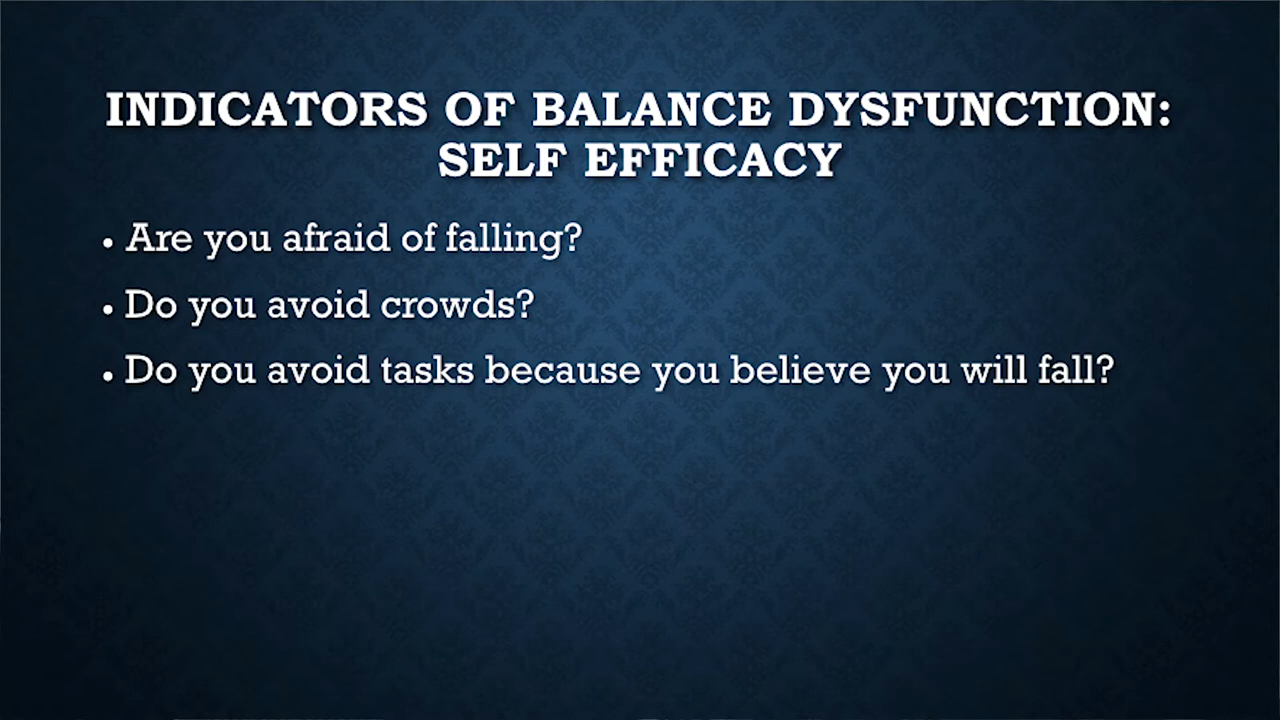 INDICATORS OF BALANCE DYSFUNCTION:
SELF EFFICACY
• Are you afraid of falling?
• Do you avoid crowds?
• Do you avoid tasks because you believe you will fall?